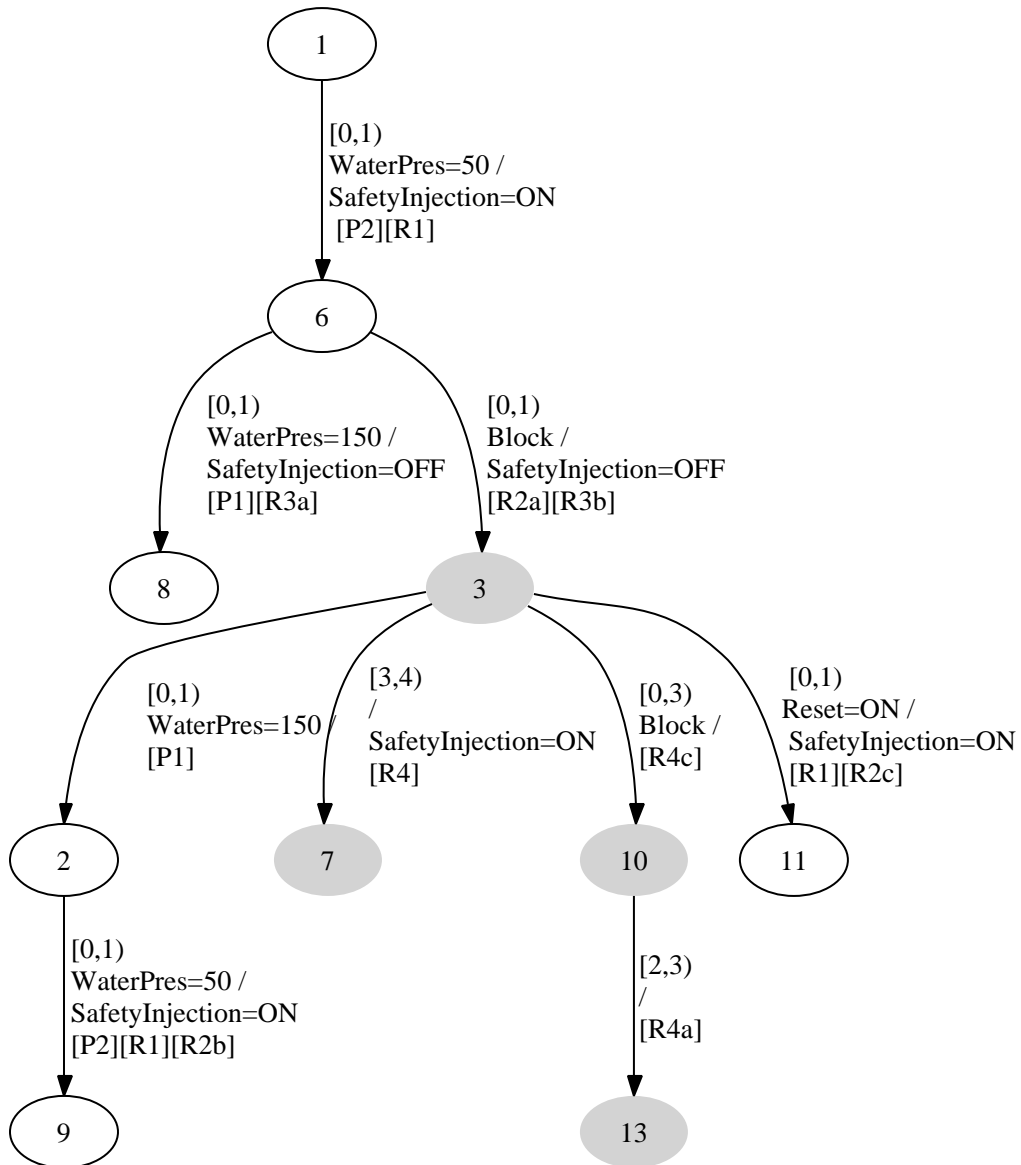 1
[0,1)
WaterPres=50 /
SafetyInjection=ON
[P2][R1]
6
[0,1)
WaterPres=150 /
SafetyInjection=OFF
[P1][R3a]
[0,1)
Block /
SafetyInjection=OFF
[R2a][R3b]
8
3
[0,1)
WaterPres=150 /
[P1]
[3,4)
/
SafetyInjection=ON
[R4]
[0,3)
Block /
[R4c]
[0,1)
Reset=ON /
SafetyInjection=ON
[R1][R2c]
2
7
10
11
[0,1)
WaterPres=50 /
SafetyInjection=ON
[P2][R1][R2b]
[2,3)
/
[R4a]
9
13